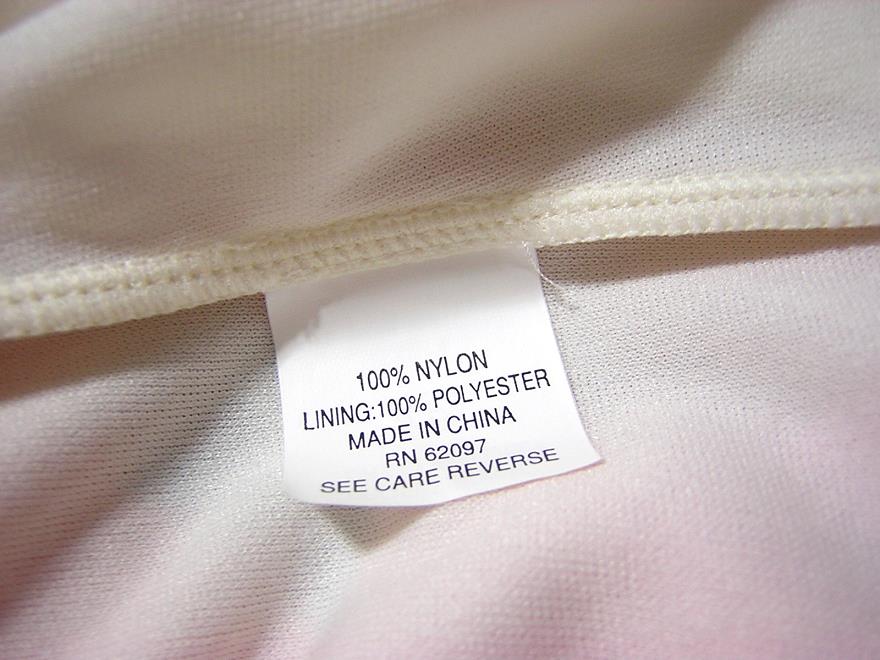 100% NYLON
LINING:100% POLYESTER
MADE IN CHINA
RN 62097
SEE CARE REVERSE